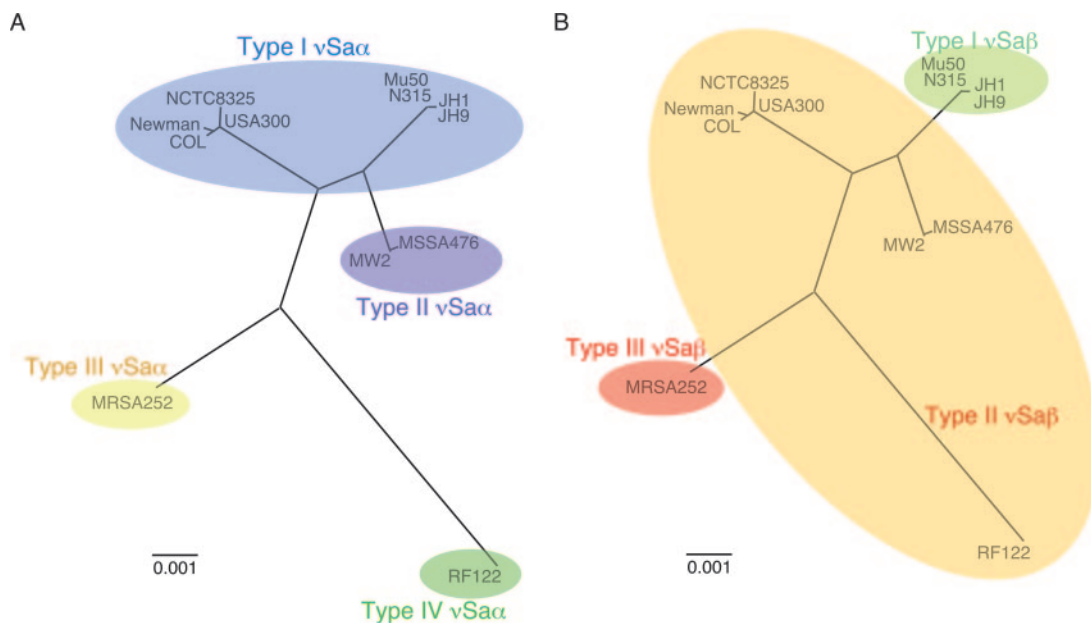 A
Type I νSaα
Mu50
N315
JH1
JH9
NCTC8325
Newman
USA300
COL
MSSA476
MW2
Type II νSaα
Type III νSaα
MRSA252
0.001
RF122
Type IV νSaα
B
Type I νSaβ
Mu50
N315
JH1
JH9
NCTC8325
Newman
USA300
COL
MSSA476
MW2
Type III νSaβ
MRSA252
Type II νSaβ
RF122
0.001